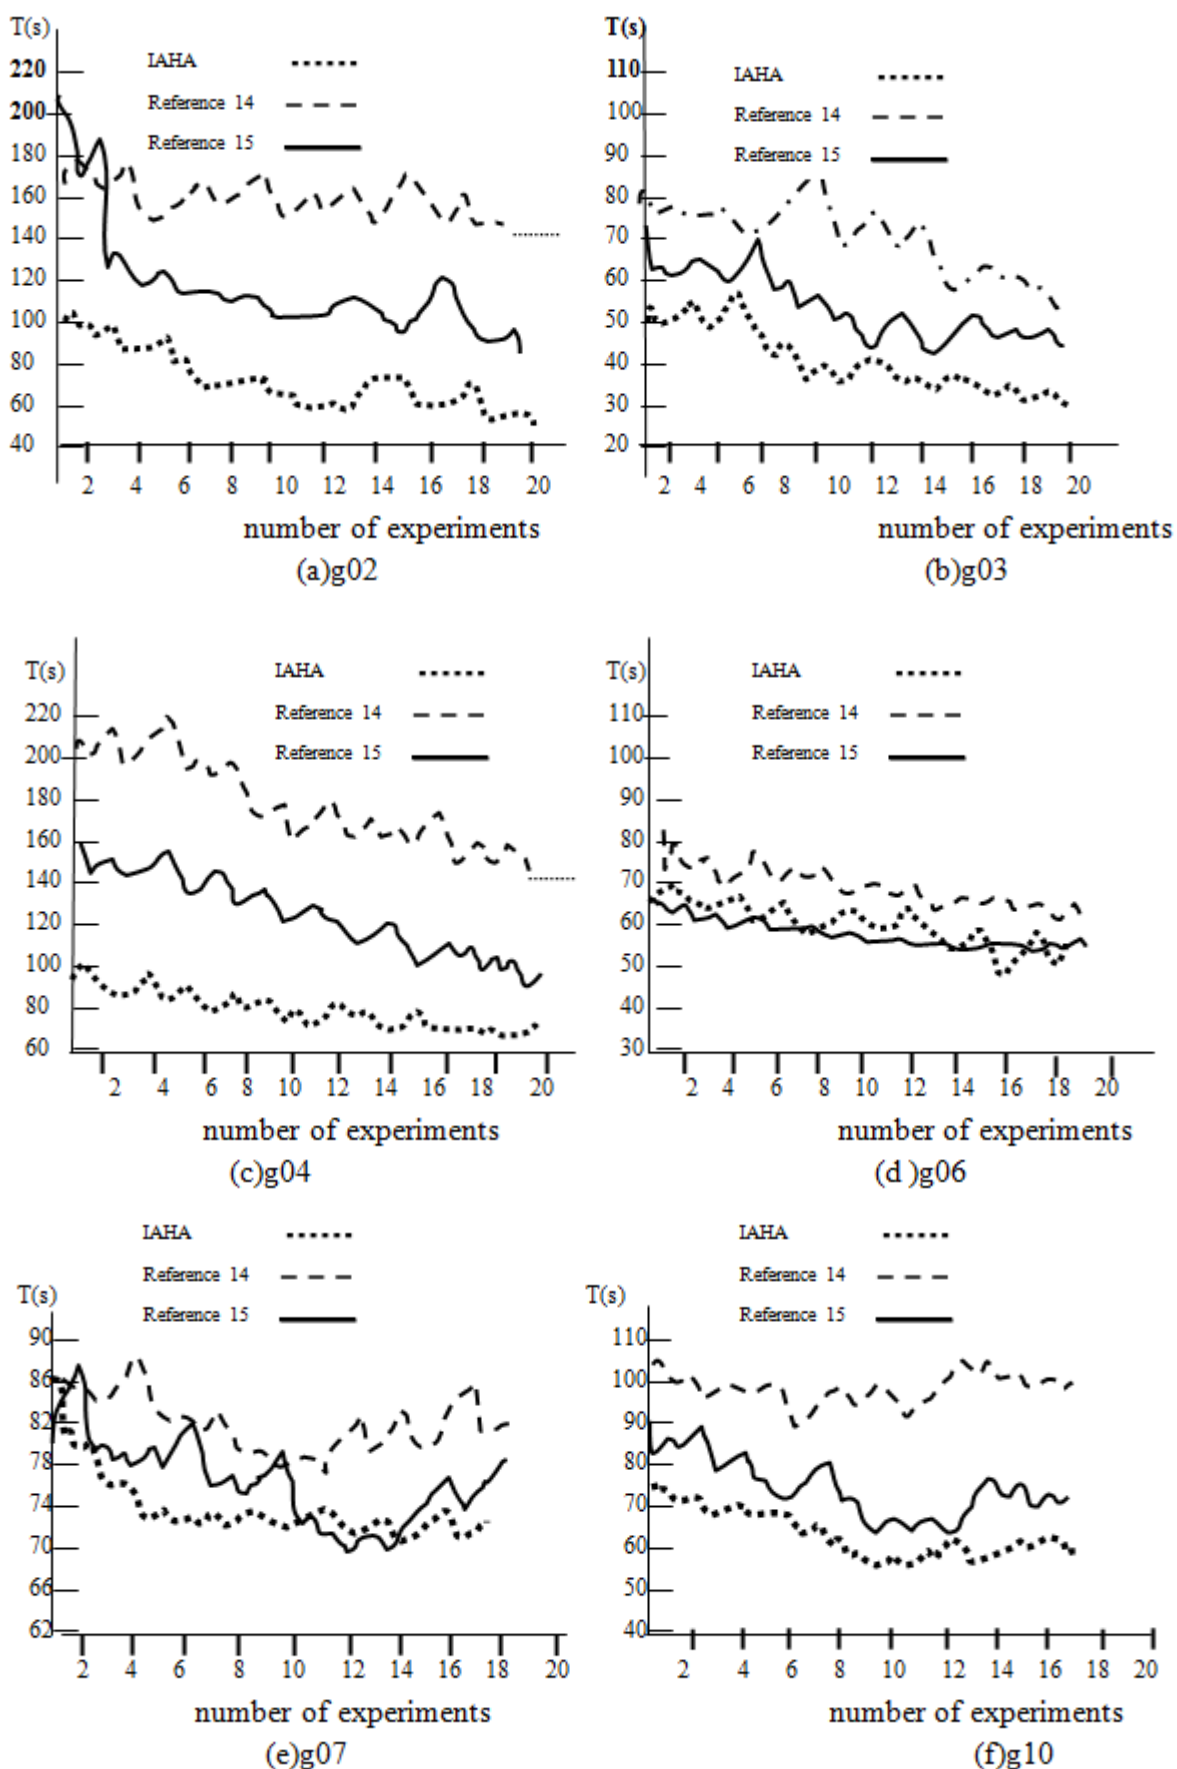 T(s)
220
200
180
160
140
120
100
80
60
40
IAHA
Reference 14
Reference 15
2 4 6 8 10 12 14 16 18 20
number of experiments
(a)g02
T(s)
110
100
90
80
70
60
50
40
30
20
IAHA
Reference 14
Reference 15
2 4 6 8 10 12 14 16 18 20
number of experiments
(b)g03
T(s)
220
200
180
160
140
120
100
80
60
IAHA
Reference 14
Reference 15
2 4 6 8 10 12 14 16 18 20
number of experiments
(c)g04
T(s)
110
100
90
80
70
60
50
40
30
IAHA
Reference 14
Reference 15
2 4 6 8 10 12 14 16 18 20
number of experiments
(d )g06
IAHA
Reference 14
Reference 15
T(s)
90
86
82
78
74
70
66
62
2 4 6 8 10 12 14 16 18 20
number of experiments
(e)g07
IAHA
Reference 14
Reference 15
T(s)
110
100
90
80
70
60
50
40
2 4 6 8 10 12 14 16 18 20
number of experiments
(f)g10